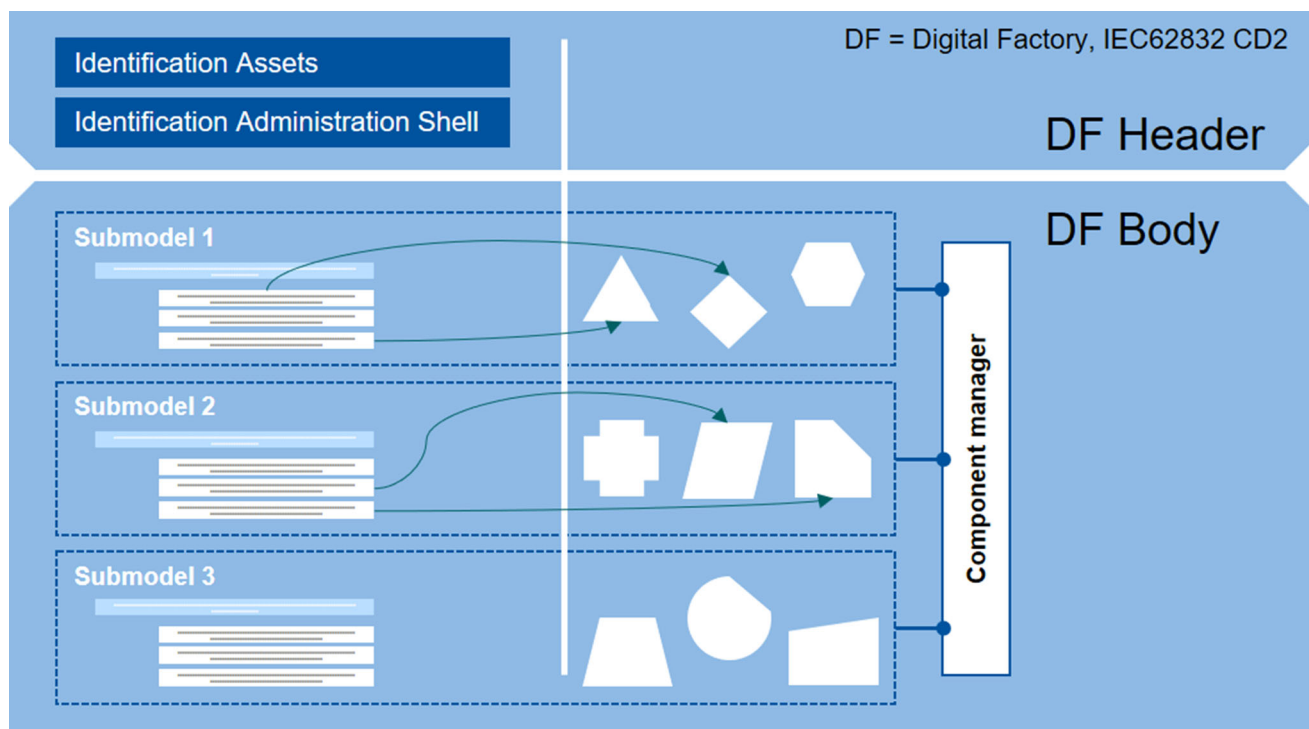 Identification Assets
DF = Digital Factory, IEC62832 CD2
Identification Administration Shell
DF Header
DF Body
Submodel 1
Submodel 2
Submodel 3
Component manager